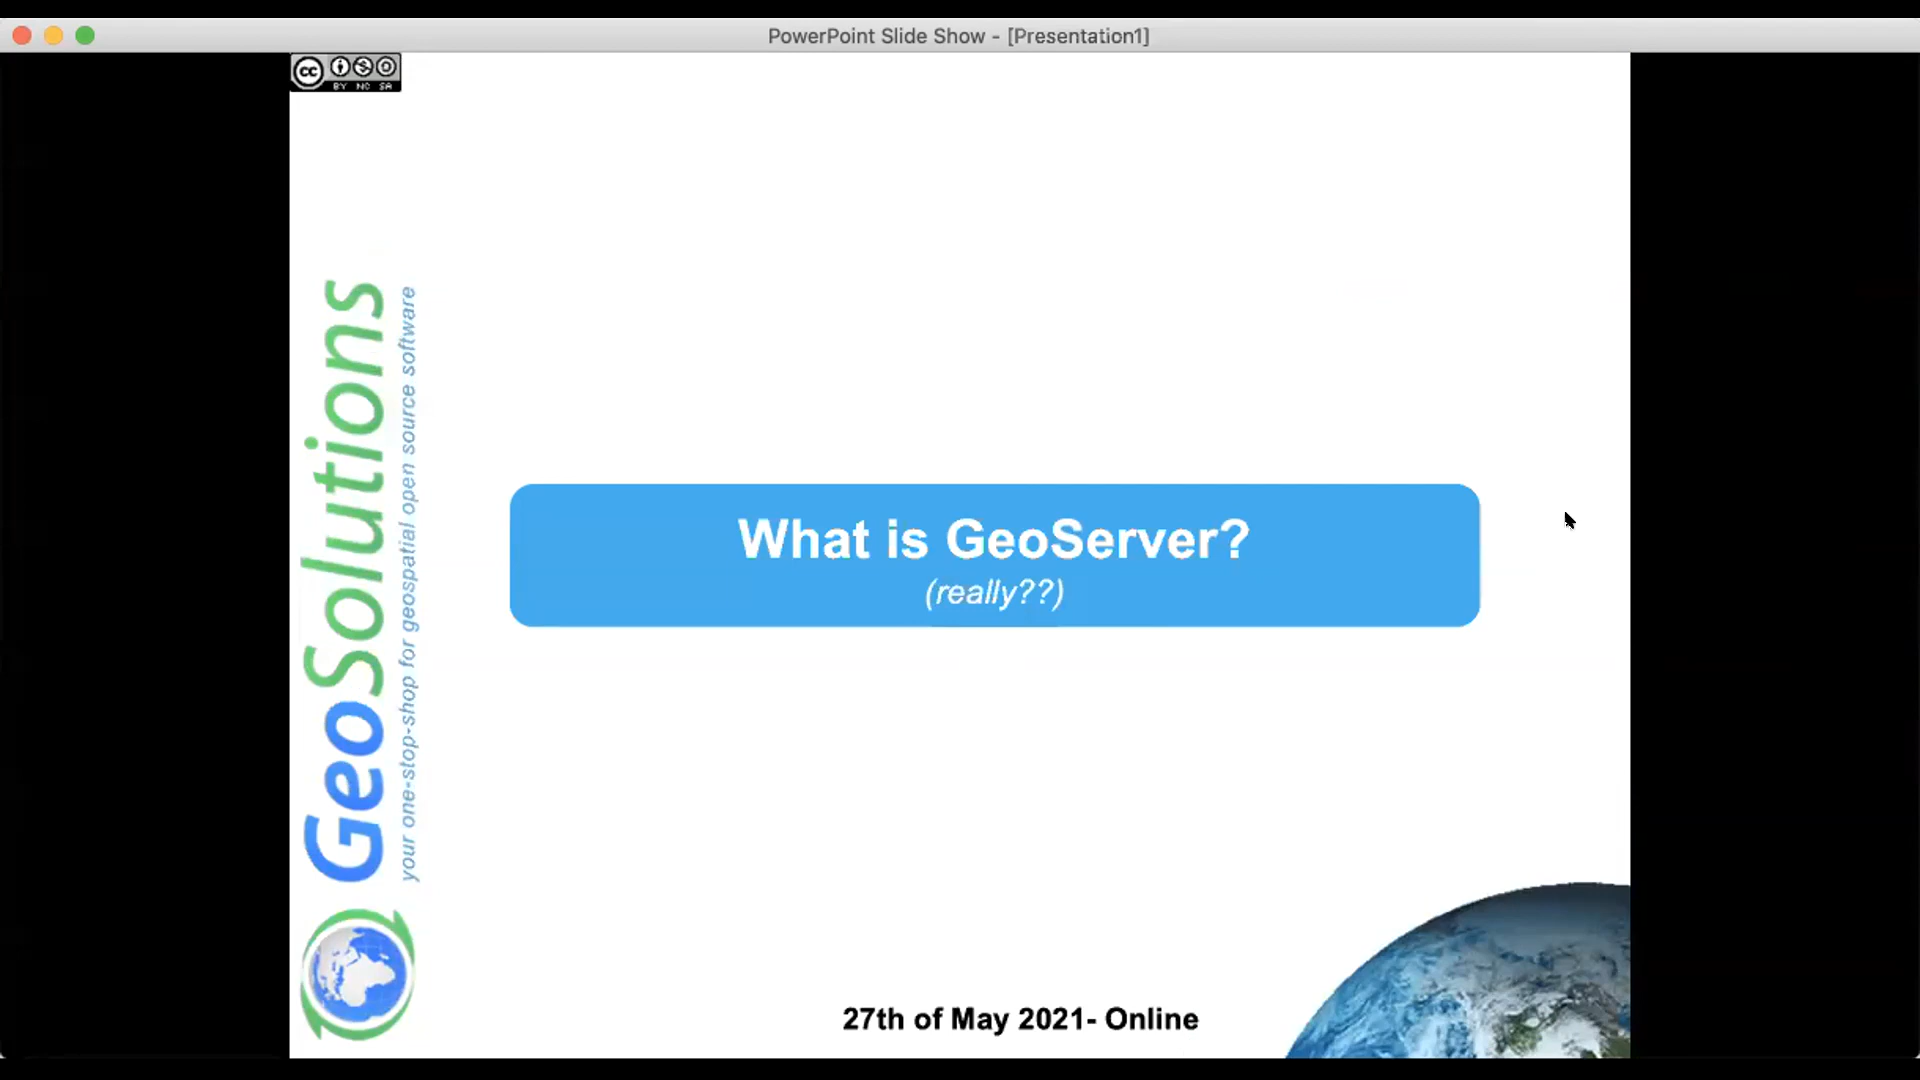 PowerPoint Slide Show - [Presentation1]
cc
BY NC SA
GeoSolutions
your one-stop-shop for geospatial open source software
What is GeoServer?
(really??)
27th of May 2021- Online